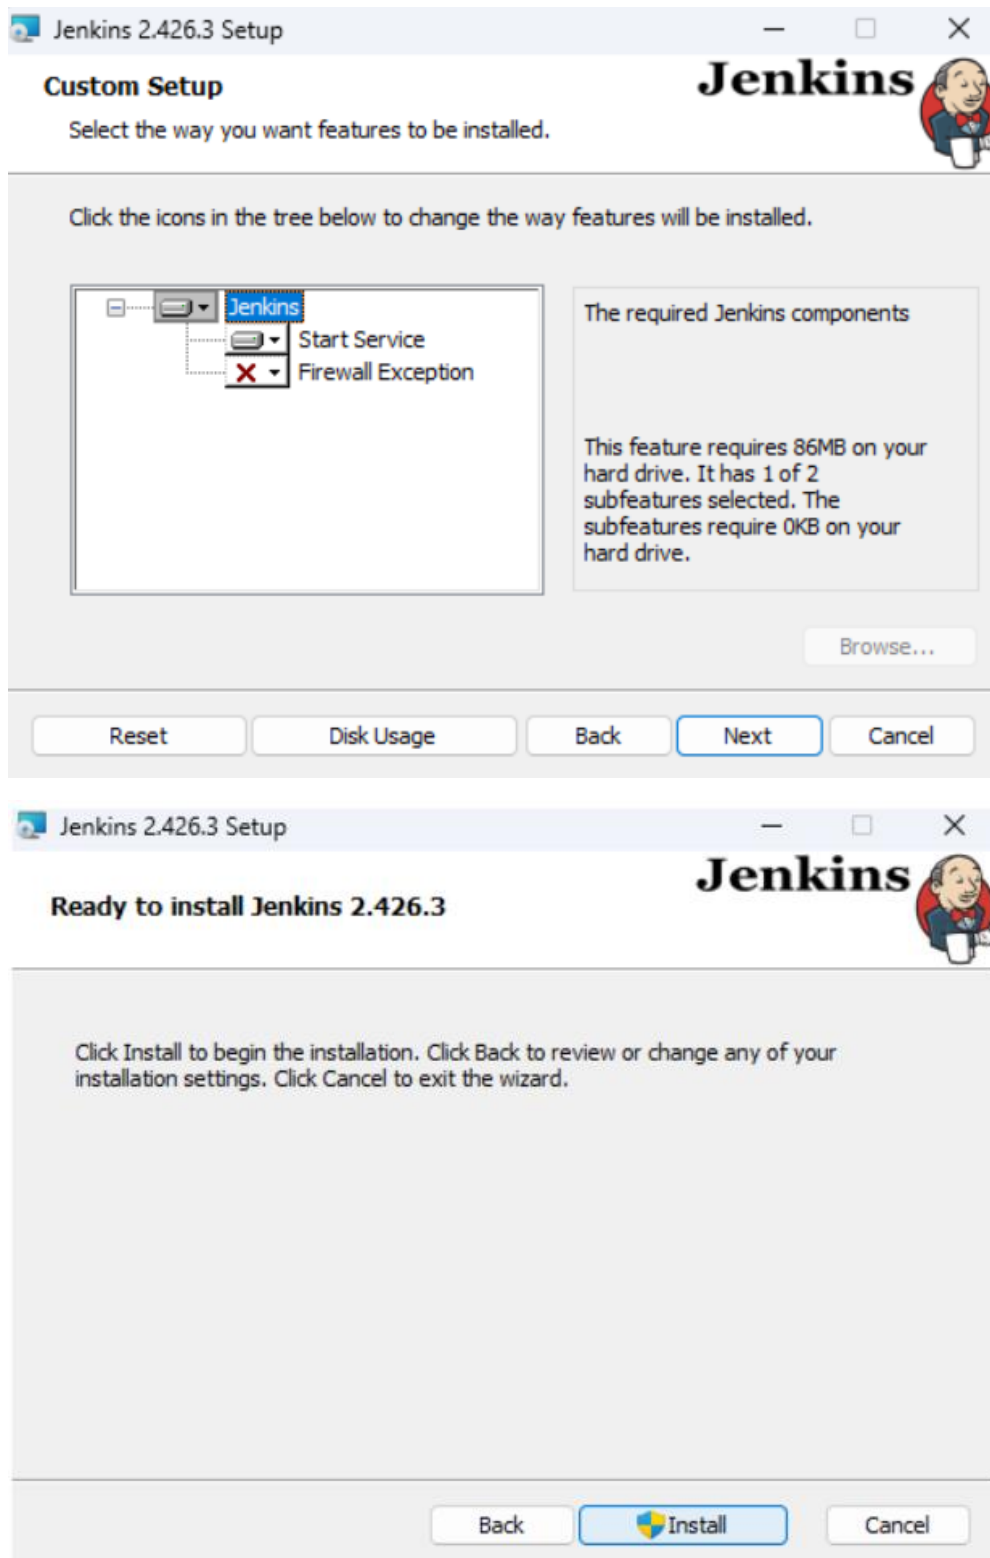 Jenkins 2.426.3 Setup
Jenkins
Custom Setup
Select the way you want features to be installed.
Click the icons in the tree below to change the way features will be installed.
Jenkins
Start Service
Firewall Exception
The required Jenkins components
This feature requires 86MB on your
hard drive. It has 1 of 2
subfeatures selected. The
subfeatures require 0KB on your
hard drive.
Browse...
Reset
Disk Usage
Back
Next
Cancel
Jenkins 2.426.3 Setup
Jenkins
Ready to install Jenkins 2.426.3
Click Install to begin the installation. Click Back to review or change any of your
installation settings. Click Cancel to exit the wizard.
Back
Install
Cancel